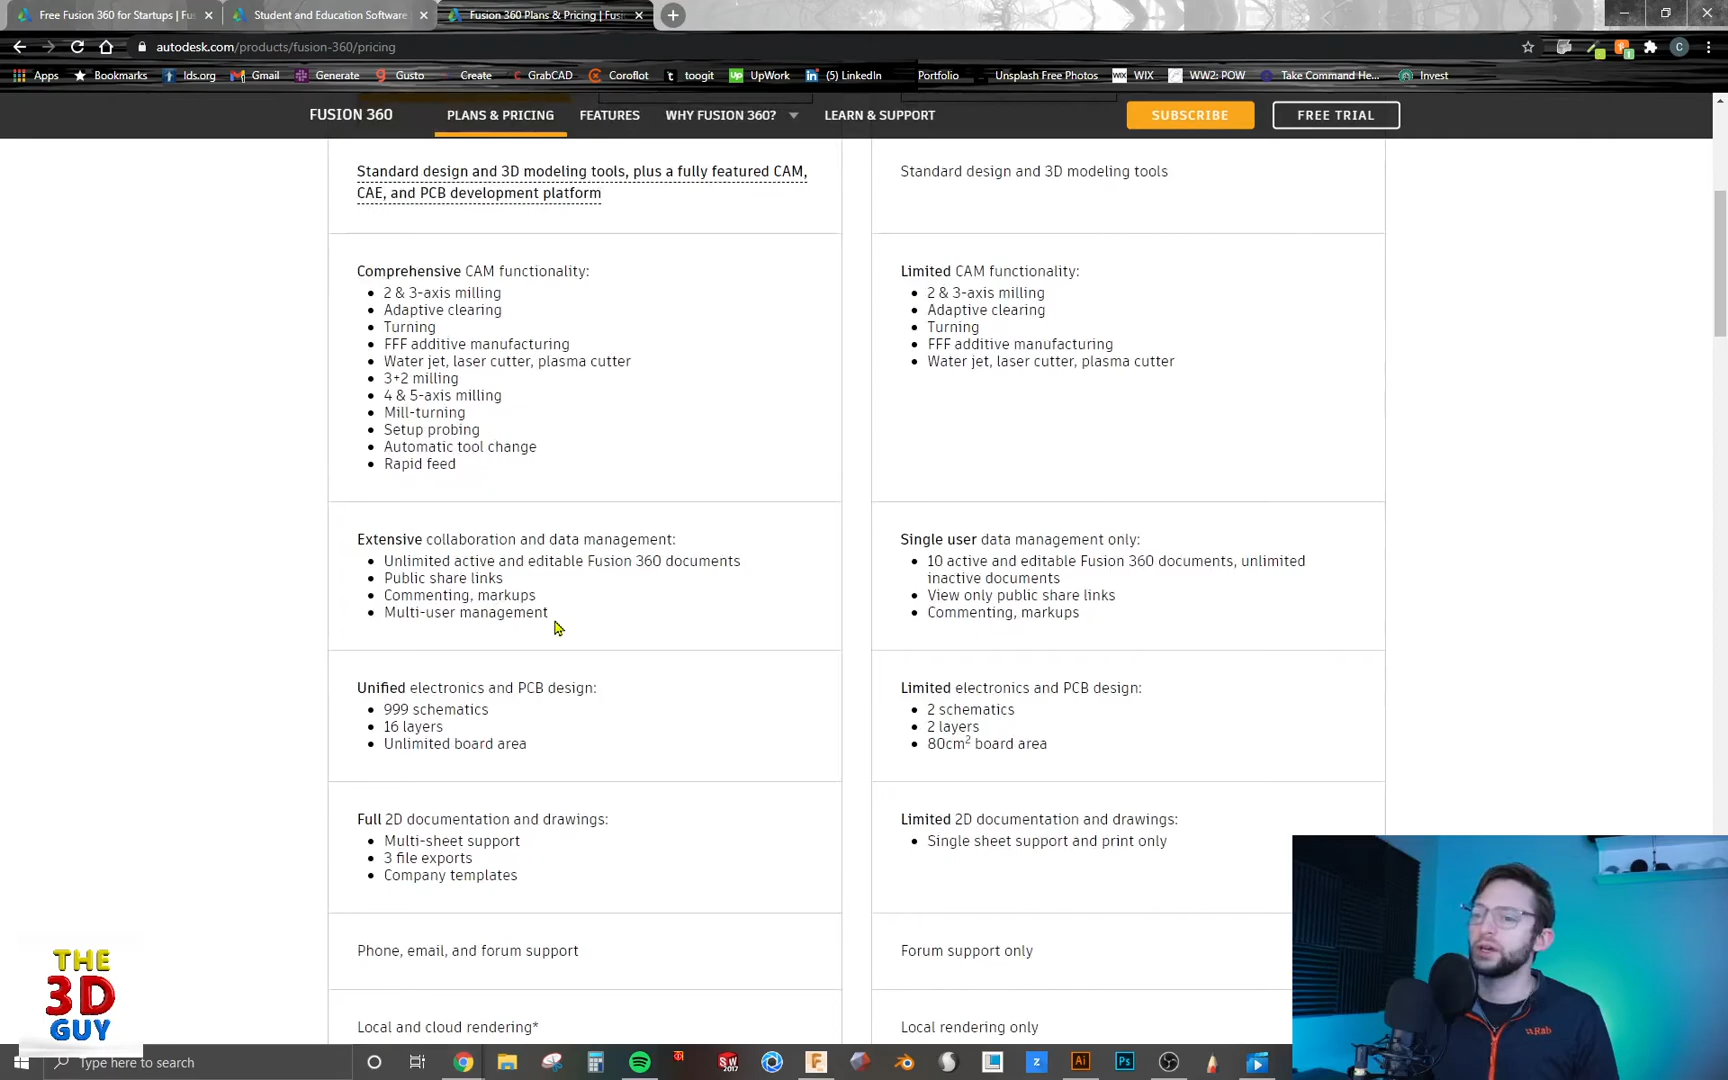 Free Fusion 360 for Startups | Fu
Student and Education Software
Fusion 360 Plans & Pricing | Fusi
autodesk.com/products/fusion-360/pricing
C
Apps
Bookmarks
lds.org
Gmail
Generate
Gusto
Create
GrabCAD
Coroflot
toogit
UpWork
(5) LinkedIn
Portfolio
Unsplash Free Photos
WIX
WW2: POW
Take Command He...
Invest
FUSION 360
PLANS & PRICING
FEATURES
WHY FUSION 360?
LEARN & SUPPORT
SUBSCRIBE
FREE TRIAL
Standard design and 3D modeling tools, plus a fully featured CAM,
CAE, and PCB development platform
Standard design and 3D modeling tools
Comprehensive CAM functionality:
2 & 3-axis milling
Adaptive clearing
Turning
FFF additive manufacturing
Water jet, laser cutter, plasma cutter
3+2 milling
4 & 5-axis milling
Mill-turning
Setup probing
Automatic tool change
Rapid feed
Limited CAM functionality:
2 & 3-axis milling
Adaptive clearing
Turning
FFF additive manufacturing
Water jet, laser cutter, plasma cutter
Extensive collaboration and data management:
Unlimited active and editable Fusion 360 documents
Public share links
Commenting, markups
Multi-user management
Single user data management only:
10 active and editable Fusion 360 documents, unlimited
inactive documents
View only public share links
Commenting, markups
Unified electronics and PCB design:
999 schematics
16 layers
Unlimited board area
Limited electronics and PCB design:
2 schematics
2 layers
80cm² board area
Full 2D documentation and drawings:
Multi-sheet support
3 file exports
Company templates
Limited 2D documentation and drawings:
Single sheet support and print only
Phone, email, and forum support
Forum support only
Local and cloud rendering*
Local rendering only
THE
3D
GUY
Rab
Type here to search